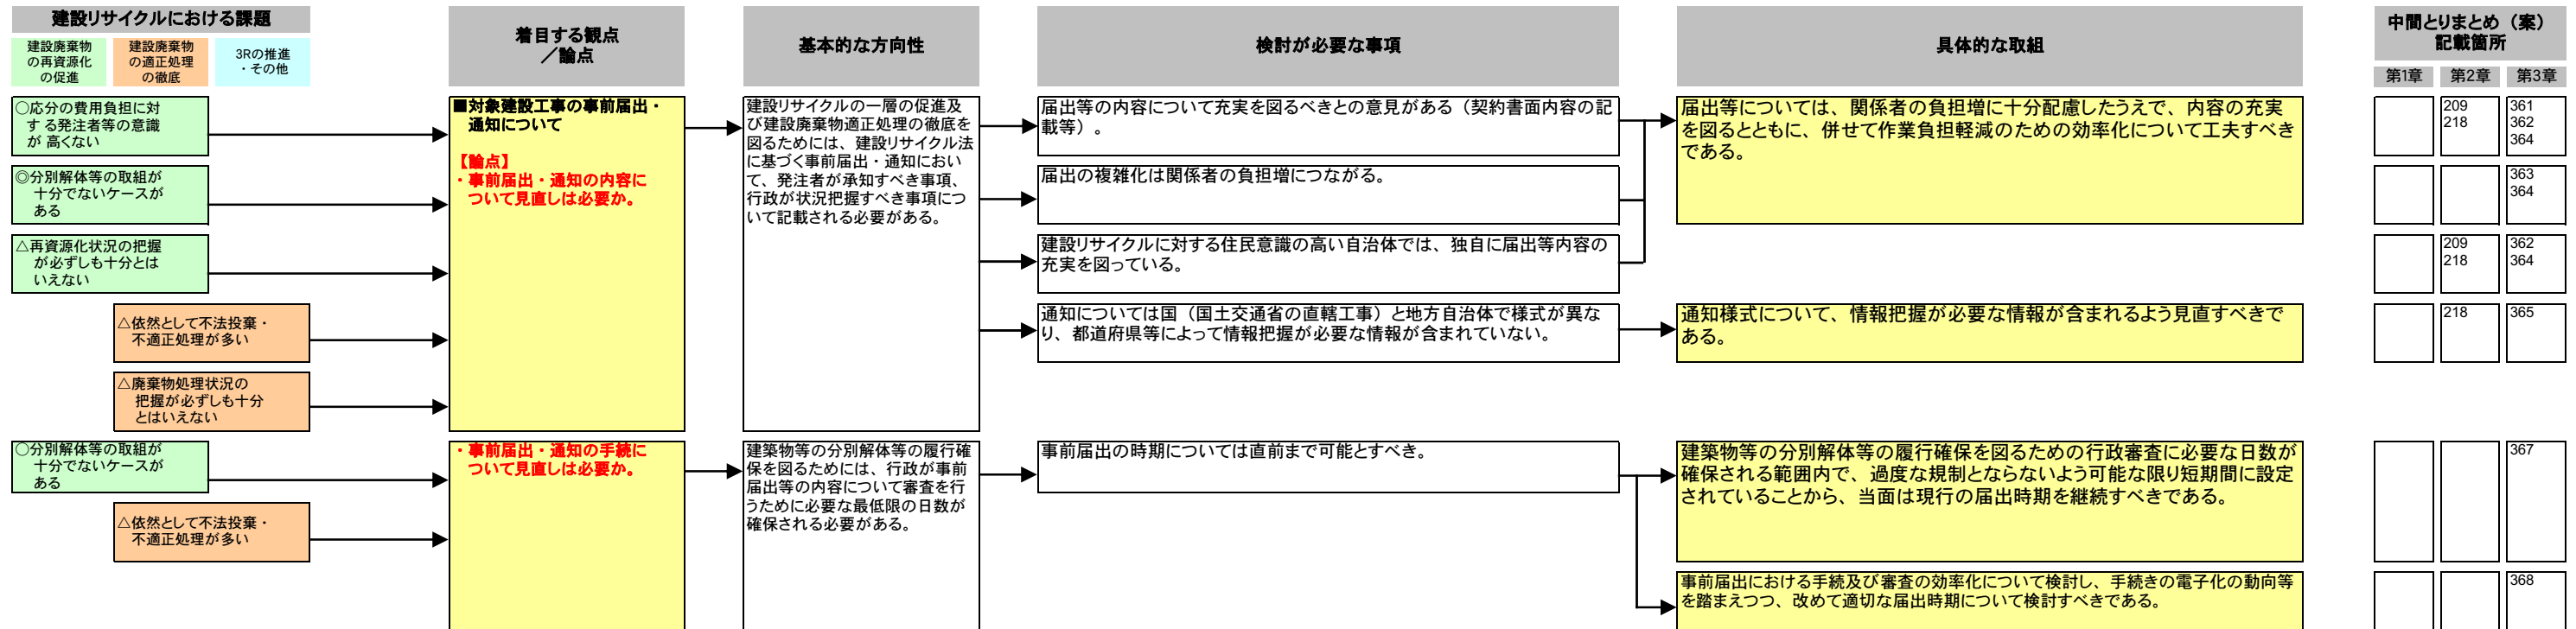 建設リサイクルにおける課題
建設廃棄物
の再資源化
の促進
建設廃棄物
の適正処理
の徹底
3Rの推進
・その他
着目する観点
／論点
基本的な方向性
検討が必要な事項
具体的な取組
中間とりまとめ（案）
記載箇所
第1章
第2章
第3章
○応分の費用負担に対
する発注者等の意識
が 高くない
◎分別解体等の取組が
十分でないケースが
ある
△再資源化状況の把握
が必ずしも十分とは
いえない
△依然として不法投棄・
不適正処理が多い
△廃棄物処理状況の
把握が必ずしも十分
とはいえない
■対象建設工事の事前届出・
通知について
【論点】
・事前届出・通知の内容に
ついて見直しは必要か。
建設リサイクルの一層の促進及
び建設廃棄物適正処理の徹底を
図るためには、建設リサイクル法
に基づく事前届出・通知におい
て、発注者が承知すべき事項、
行政が状況把握すべき事項につ
いて記載される必要がある。
届出等の内容について充実を図るべきとの意見がある（契約書面内容の記
載等）。
届出の複雑化は関係者の負担増につながる。
建設リサイクルに対する住民意識の高い自治体では、独自に届出等内容の
充実を図っている。
通知については国（国土交通省の直轄工事）と地方自治体で様式が異な
り、都道府県等によって情報把握が必要な情報が含まれていない。
届出等については、関係者の負担増に十分配慮したうえで、内容の充実
を図るとともに、併せて作業負担軽減のための効率化について工夫すべき
である。
通知様式について、情報把握が必要な情報が含まれるよう見直すべきで
ある。
209
218
361
362
364
363
364
209
218
362
364
218
365
○分別解体等の取組が
十分でないケースが
ある
△依然として不法投棄・
不適正処理が多い
・事前届出・通知の手続に
ついて見直しは必要か。
建築物等の分別解体等の履行確
保を図るためには、行政が事前
届出等の内容について審査を行
うために必要な最低限の日数が
確保される必要がある。
事前届出の時期については直前まで可能とすべき。
建築物等の分別解体等の履行確保を図るための行政審査に必要な日数が
確保される範囲内で、過度な規制とならないよう可能な限り短期間に設定
されていることから、当面は現行の届出時期を継続すべきである。
事前届出における手続及び審査の効率化について検討し、手続きの電子化の動向等
を踏まえつつ、改めて適切な届出時期について検討すべきである。
367
368